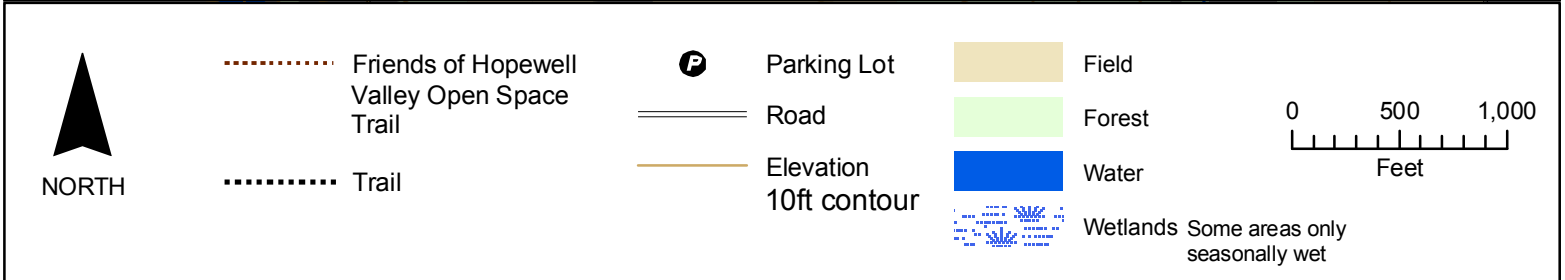 NORTH
Friends of Hopewell
Valley Open Space
Trail
Trail
P
Parking Lot
Road
Elevation
10ft contour
Field
Forest
Water
Wetlands Some areas only
seasonally wet
0 500 1,000
Feet